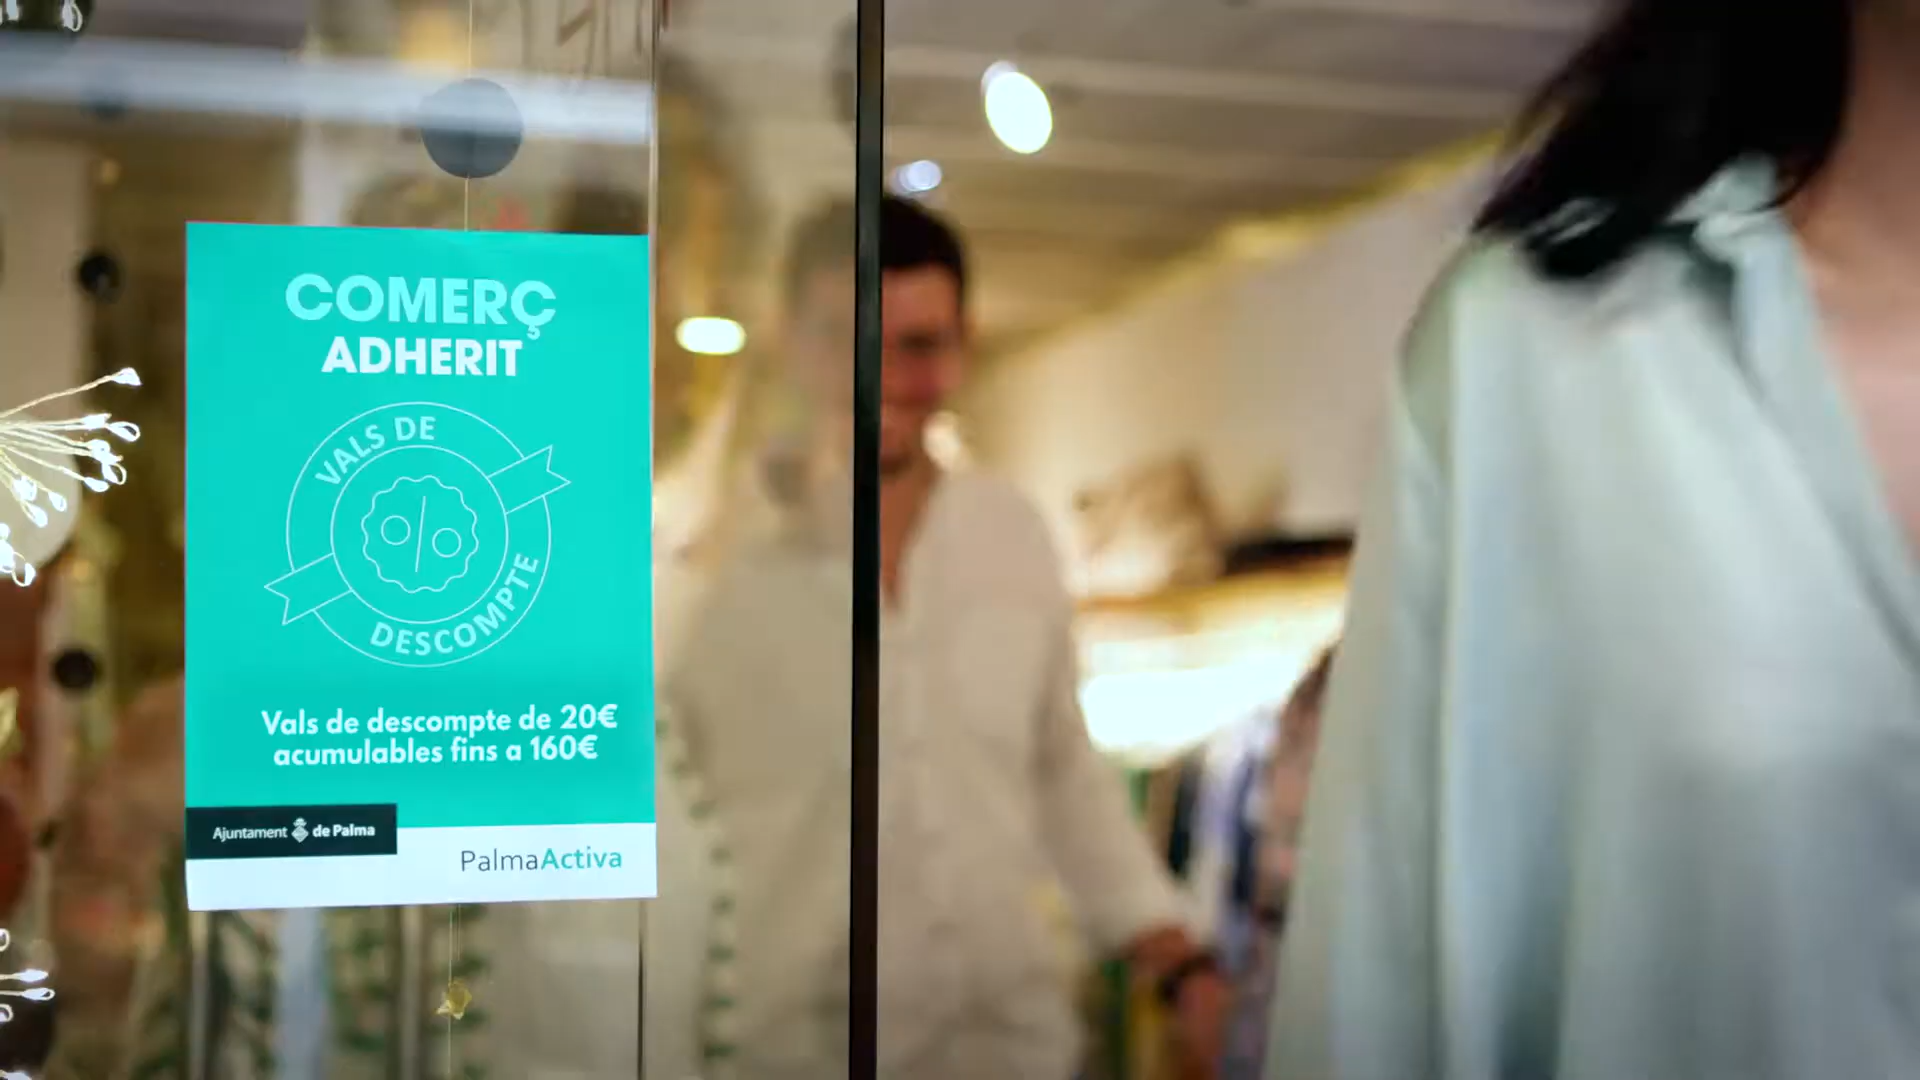 COMERÇ
ADHERIT
VALS DE
DESCOMPTE
Vals de descompte de 20€
acumulables fins a 160€
Ajuntament de Palma
PalmaActiva